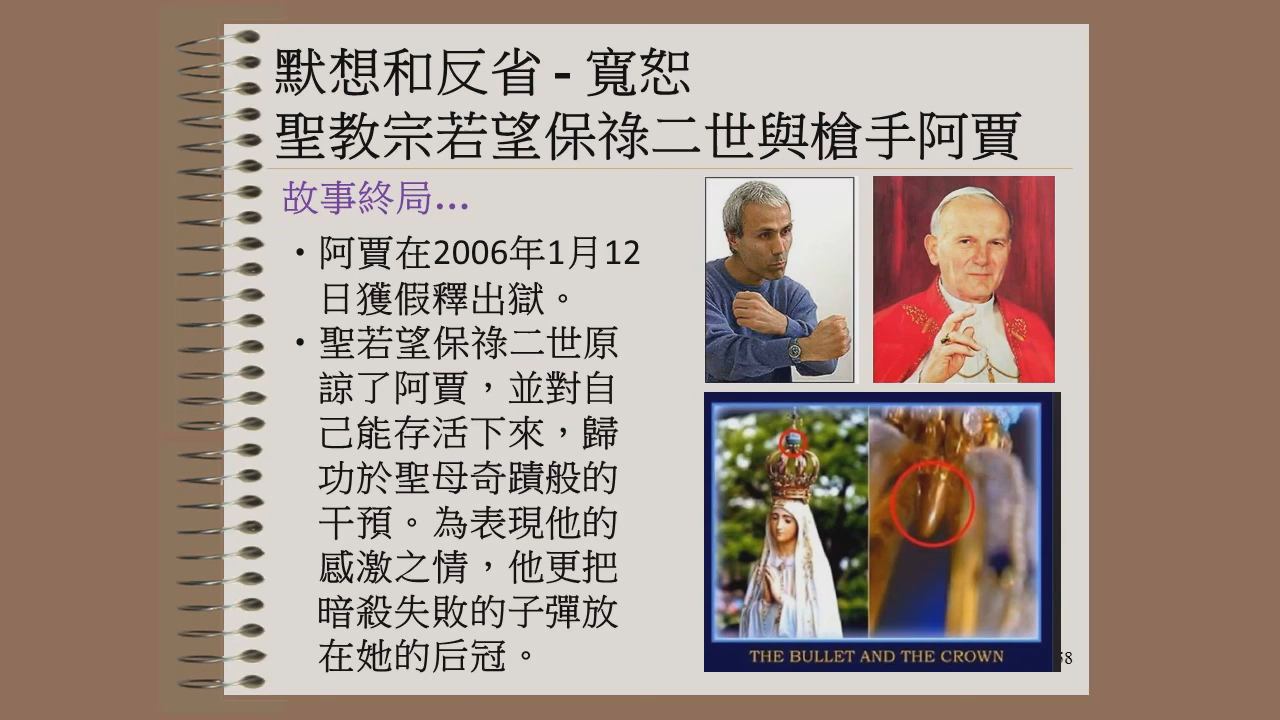 默想和反省 - 寬恕
聖教宗若望保祿二世與槍手阿賈
故事終局…
•阿賈在2006年1月12
日獲假釋出獄。
•聖若望保祿二世原
諒了阿賈，並對自
己能存活下來，歸
功於聖母奇蹟般的
干預。為表現他的
感激之情，他更把
暗殺失敗的子彈放
在她的后冠。
THE BULLET AND THE CROWN